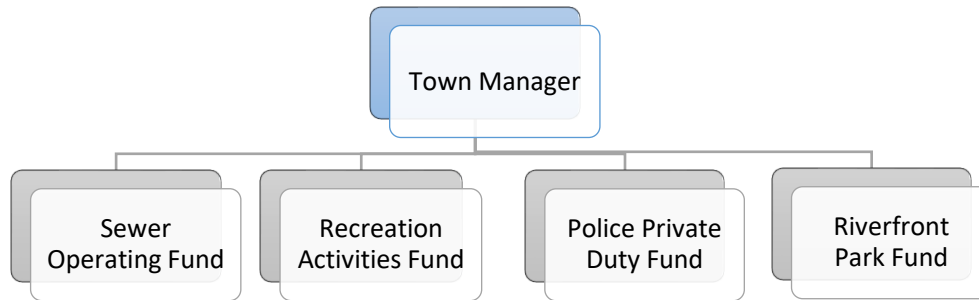 Town Manager
Sewer
Operating Fund
Recreation
Activities Fund
Police Private
Duty Fund
Riverfront
Park Fund